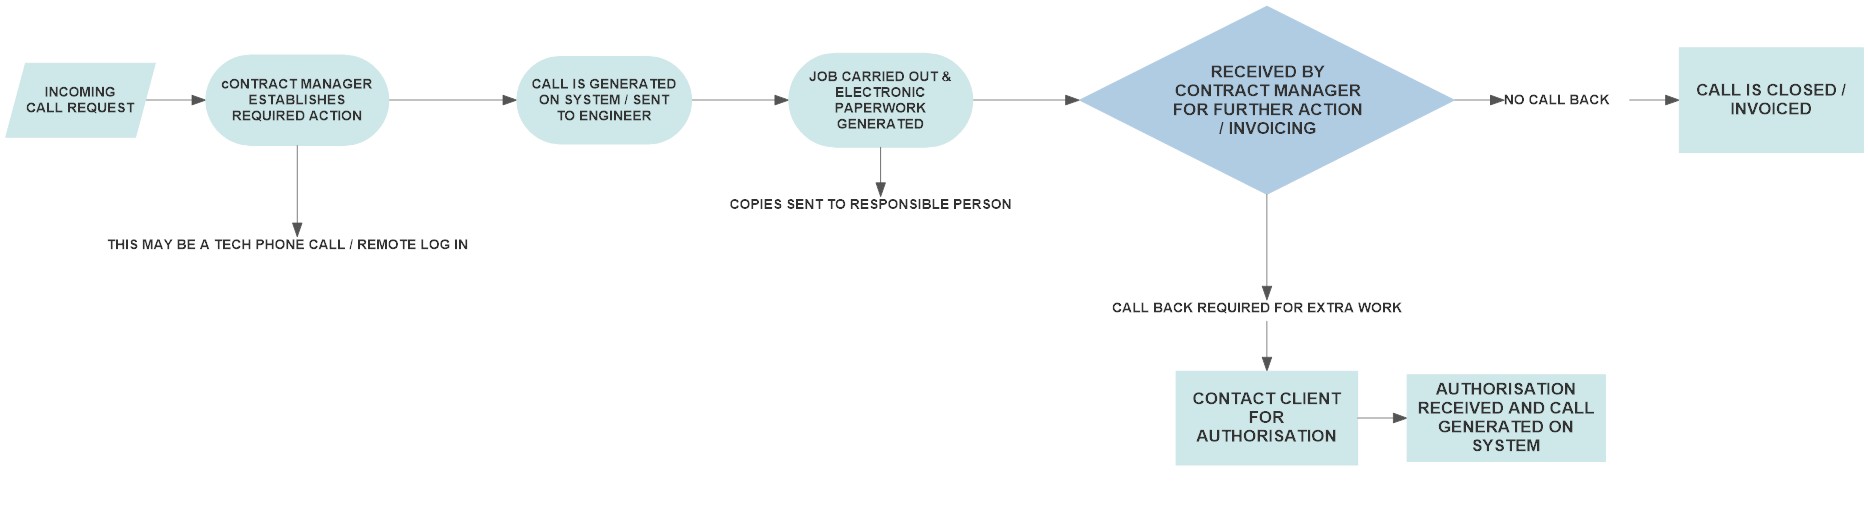 INCOMING
CALL REQUEST
cONTRACT MANAGER
ESTABLISHES
REQUIRED ACTION
CALL IS GENERATED
ON SYSTEM / SENT
TO ENGINEER
JOB CARRIED OUT &
ELECTRONIC
PAPERWORK
GENERATED
RECEIVED BY
CONTRACT MANAGER
FOR FURTHER ACTION
/ INVOICING
NO CALL BACK
CALL IS CLOSED /
INVOICED
COPIES SENT TO RESPONSIBLE PERSON
THIS MAY BE A TECH PHONE CALL / REMOTE LOG IN
CALL BACK REQUIRED FOR EXTRA WORK
CONTACT CLIENT
FOR
AUTHORISATION
AUTHORISATION
RECEIVED AND CALL
GENERATED ON
SYSTEM